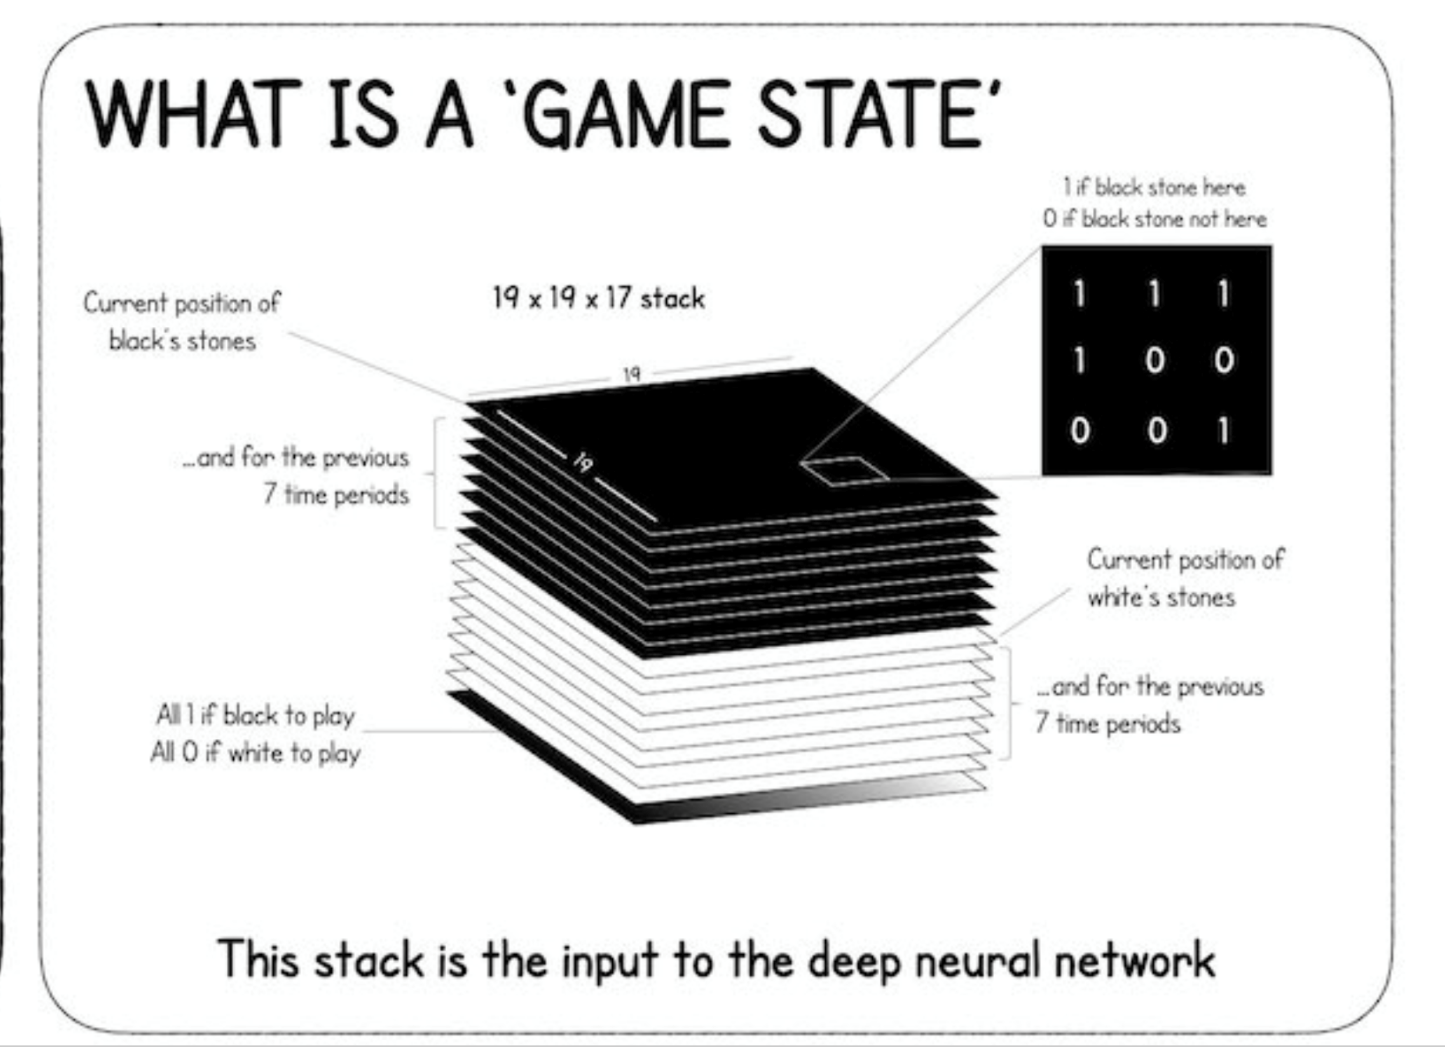 WHAT IS A ‘GAME STATE’
1 if black stone here
0 if black stone not here
1 1 1
1 0 0
0 0 1
Current position of
black's stones
19 x 19 x 17 stack
19
19
...and for the previous
7 time periods
Current position of
white's stones
...and for the previous
7 time periods
All 1 if black to play
All 0 if white to play
This stack is the input to the deep neural network